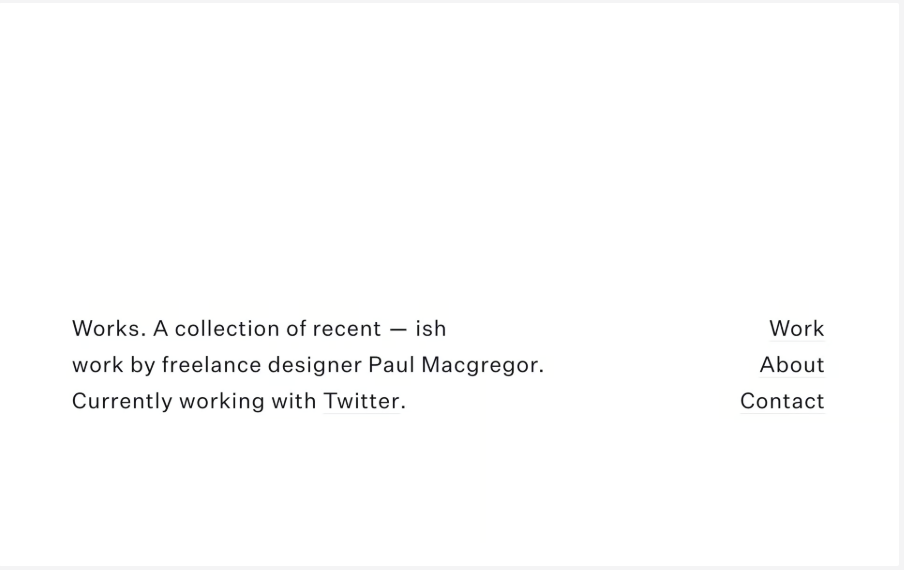 Works. A collection of recent — ish
work by freelance designer Paul Macgregor.
Currently working with Twitter.
Work
About
Contact